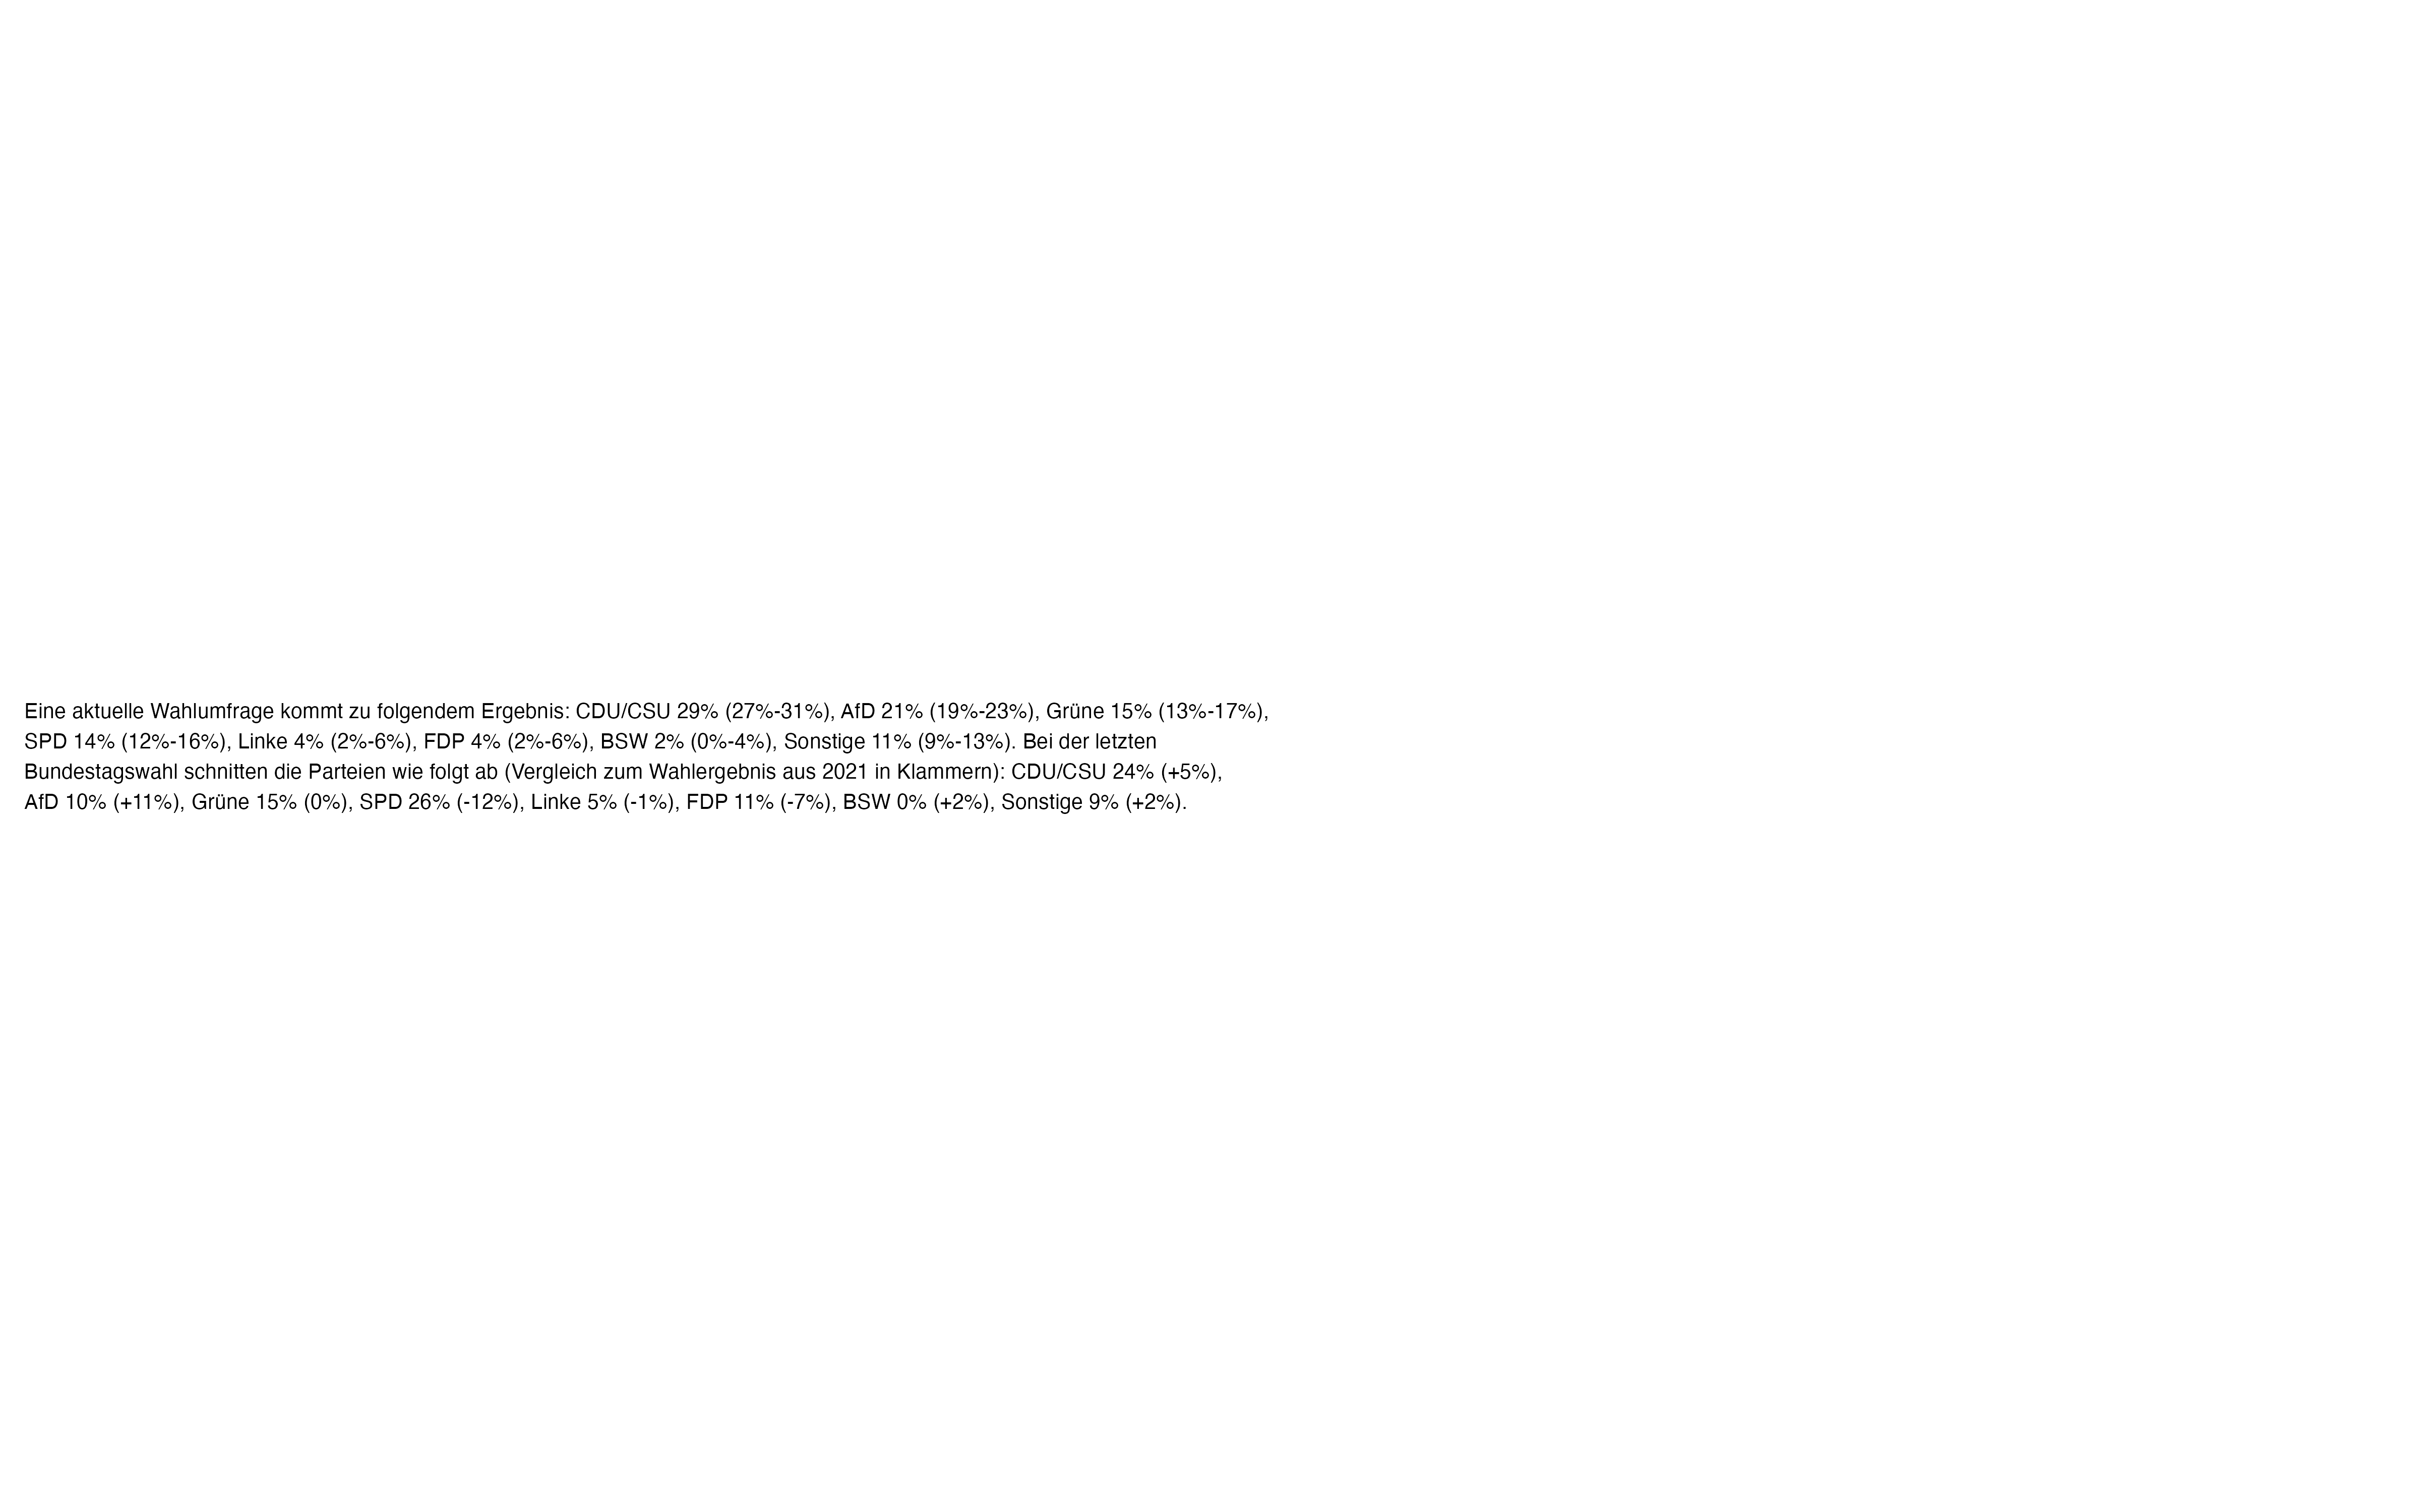 Eine aktuelle Wahlumfrage kommt zu folgendem Ergebnis: CDU/CSU 29% (27%-31%), AfD 21% (19%-23%), Grüne 15% (13%-17%),
SPD 14% (12%-16%), Linke 4% (2%-6%), FDP 4% (2%-6%), BSW 2% (0%-4%), Sonstige 11% (9%-13%). Bei der letzten
Bundestagswahl schnitten die Parteien wie folgt ab (Vergleich zum Wahlergebnis aus 2021 in Klammern): CDU/CSU 24% (+5%),
AfD 10% (+11%), Grüne 15% (0%), SPD 26% (-12%), Linke 5% (-1%), FDP 11% (-7%), BSW 0% (+2%), Sonstige 9% (+2%).